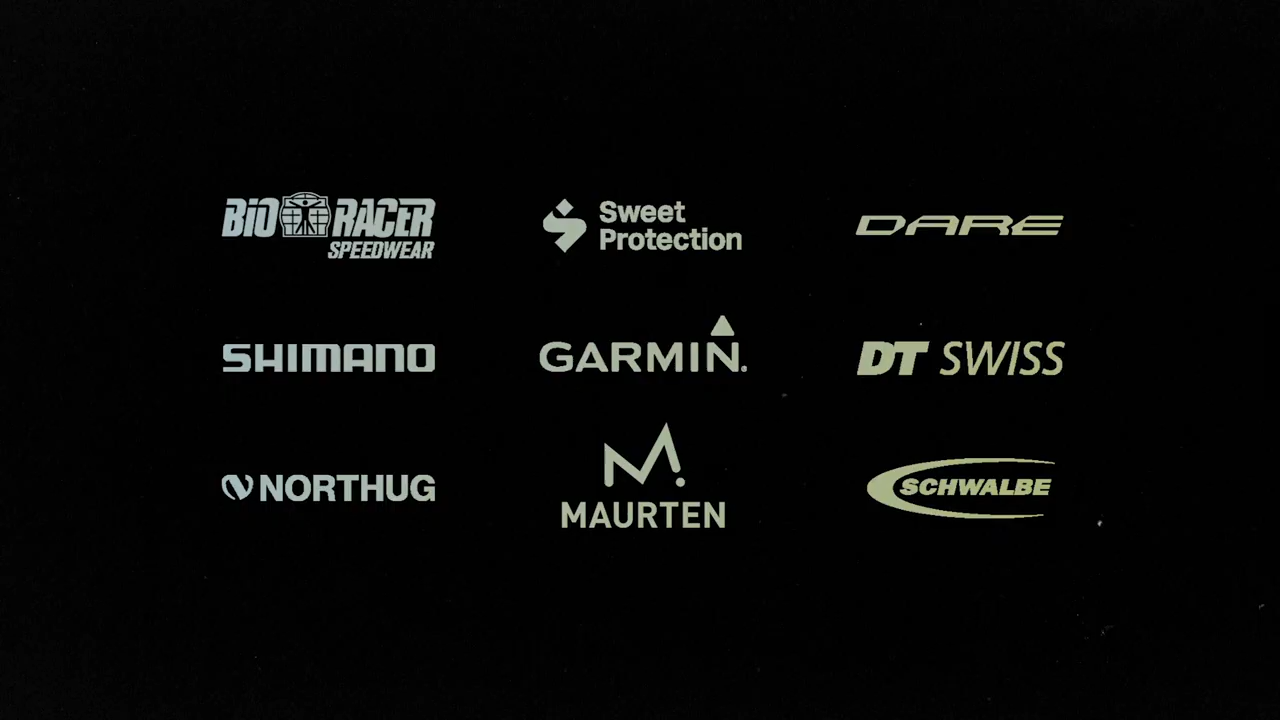 BIO RACER
SPEEDWEAR
Sweet
Protection
DARE
SHIMANO
GARMIN.
DT SWISS
NORTHUG
MAURTEN
SCHWALBE